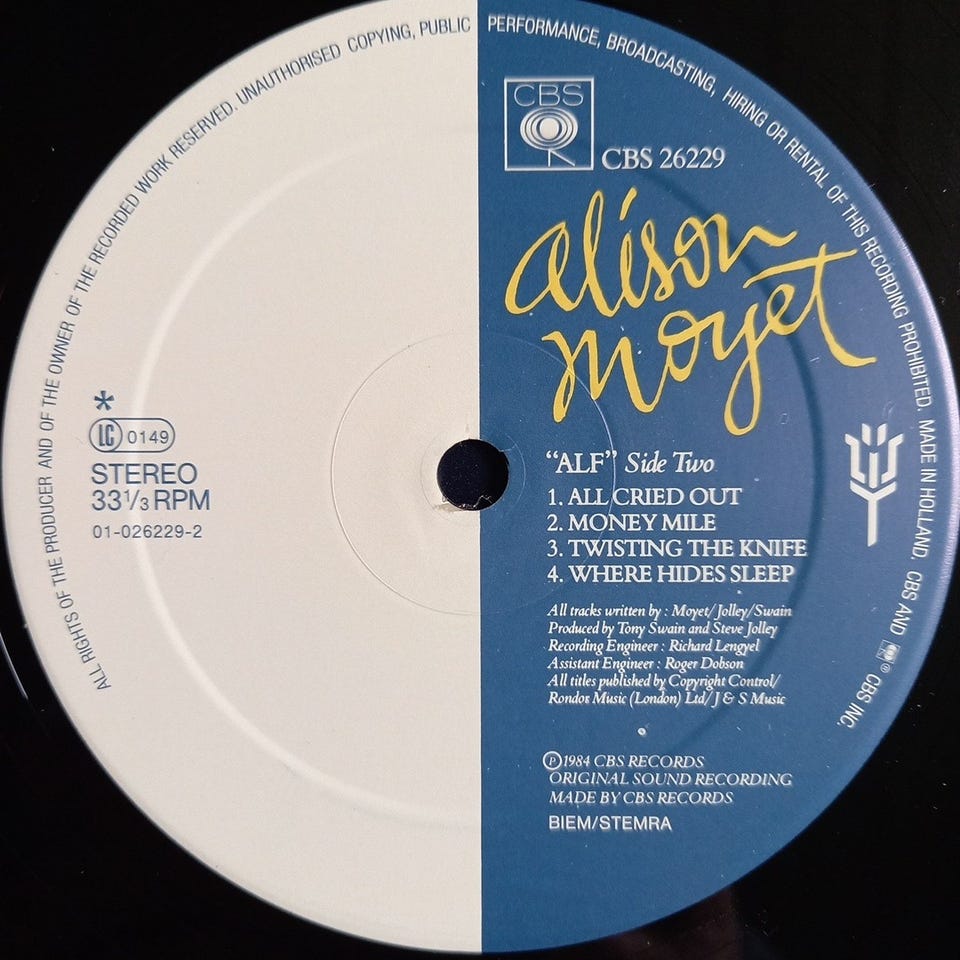 ALL RIGHTS OF THE PRODUCER AND OF THE OWNER OF THE RECORDED WORK RESERVED. UNAUTHORISED COPYING, PUBLIC PERFORMANCE, BROADCASTING, HIRING OR RENTAL OF THIS RECORDING PROHIBITED. MADE IN HOLLAND. CBS AND CBS ® CBS INC.
CBS
CBS 26229
alison
moyet
*
LC 0149
STEREO
33 1/3 RPM
01-026229-2
“ALF” Side Two
1. ALL CRIED OUT
2. MONEY MILE
3. TWISTING THE KNIFE
4. WHERE HIDES SLEEP
All tracks written by : Moyet/Jolley/Swain
Produced by Tony Swain and Steve Jolley
Recording Engineer : Richard Lengyel
Assistant Engineer : Roger Dobson
All titles published by Copyright Control/
Rondor Music (London) Ltd/J & S Music
℗ 1984 CBS RECORDS
ORIGINAL SOUND RECORDING
MADE BY CBS RECORDS
BIEM/STEMRA